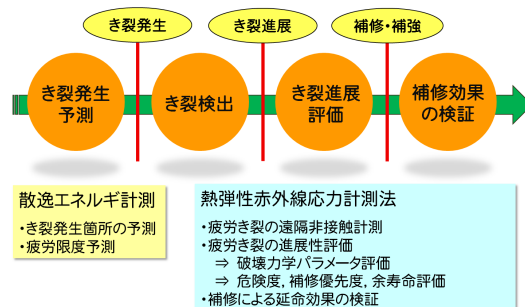 き裂発生
き裂進展
補修・補強
き裂発生
予測
き裂検出
き裂進展
評価
補修効果
の検証
散逸エネルギ計測
・き裂発生箇所の予測
・疲労限度予測
熱弾性赤外線応力計測法
・疲労き裂の遠隔非接触計測
・疲労き裂の進展性評価
⇒ 破壊力学パラメータ評価
⇒ 危険度，補修優先度，余寿命評価
・補修による延命効果の検証